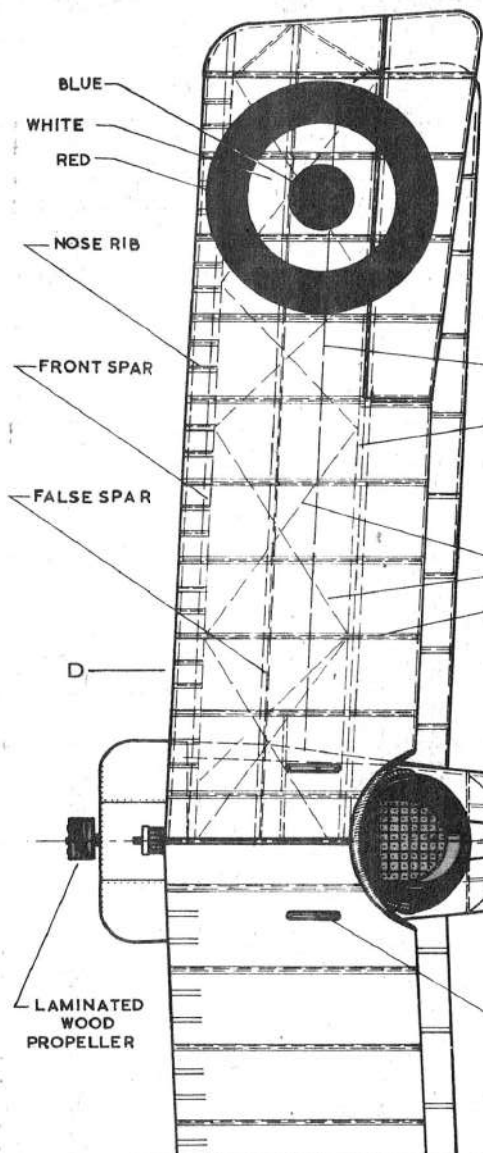 BLUE
WHITE
RED
NOSE RIB
FRONT SPAR
FALSE SPAR
D
LAMINATED
WOOD
PROPELLER